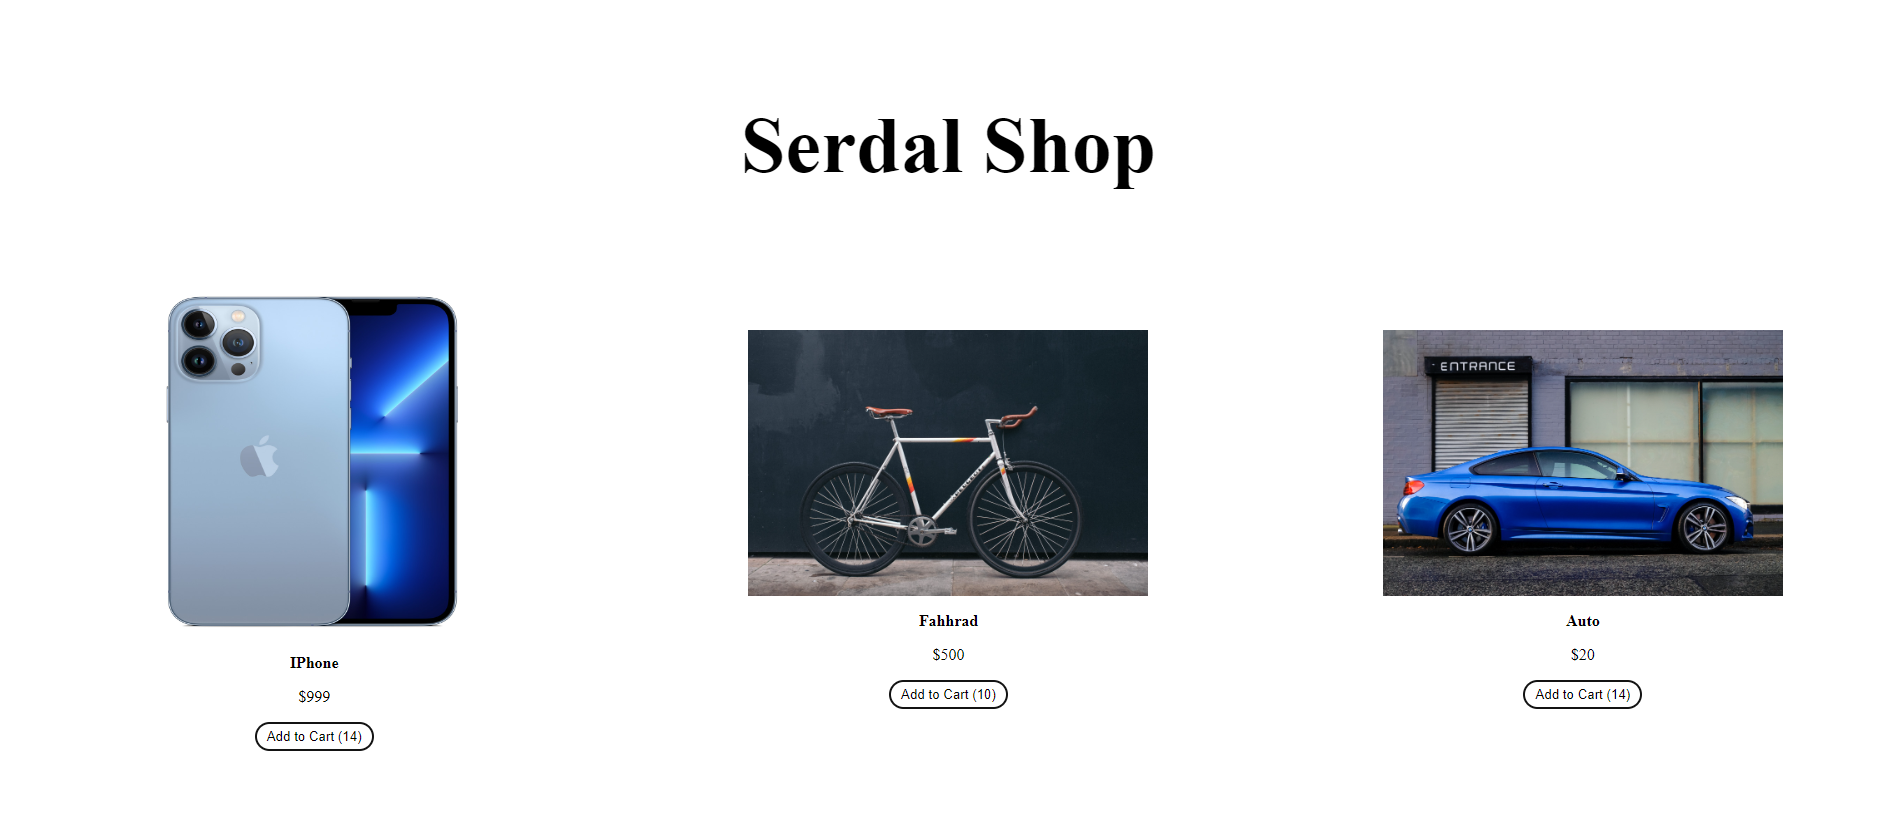 Serdal Shop
IPhone
$999
Add to Cart (14)
Fahhrad
$500
Add to Cart (10)
ENTRANCE
Auto
$20
Add to Cart (14)